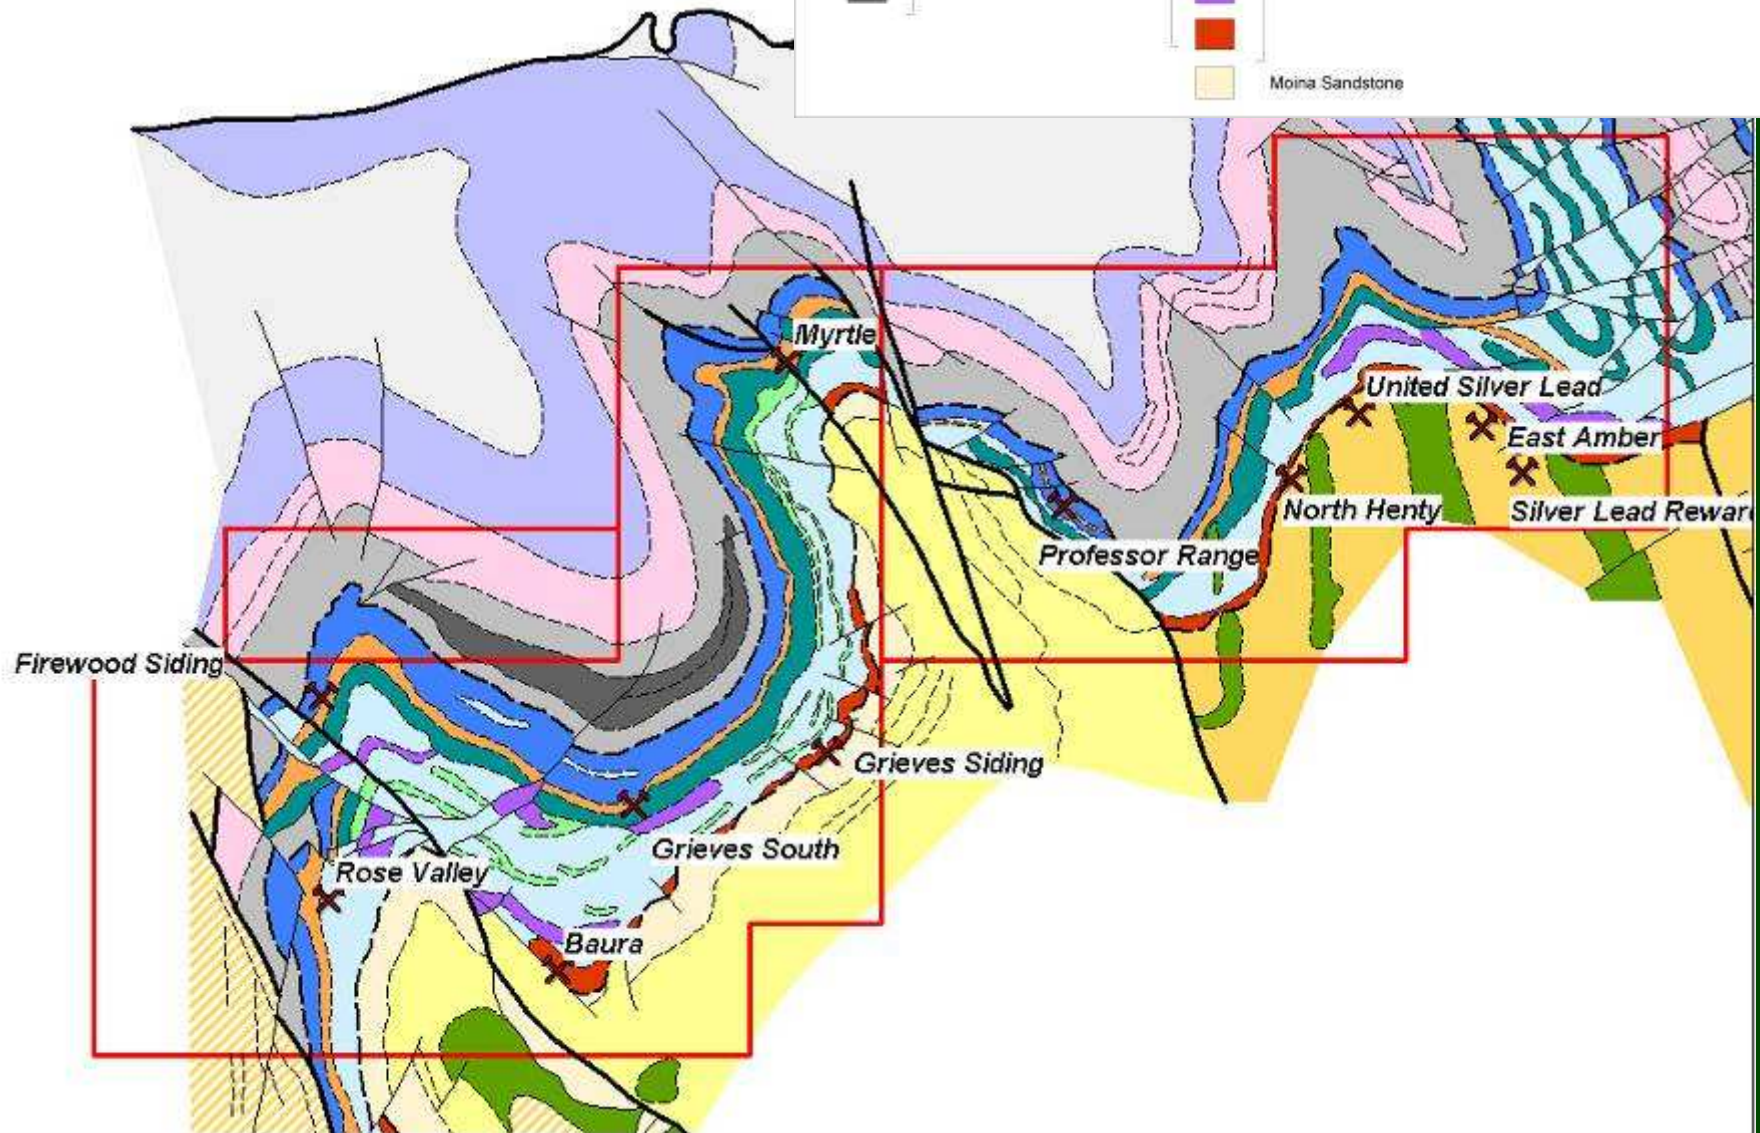 Moina Sandstone
Myrtle
United Silver Lead
East Amber
North Henty
Silver Lead Rewar
Professor Range
Firewood Siding
Grieves Siding
Grieves South
Rose Valley
Baura